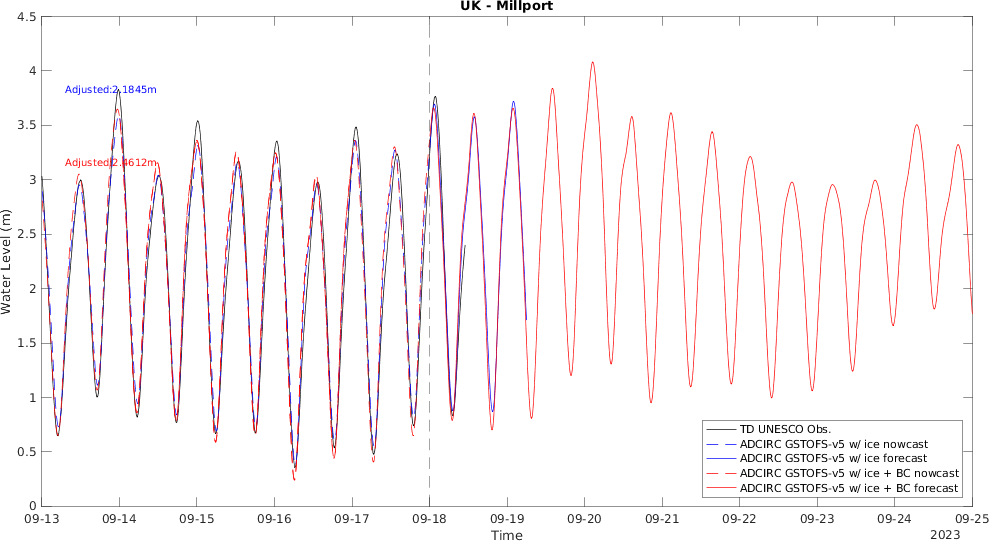 UK - Millport
4.5
4
3.5
3
2.5
2
1.5
1
0.5
0
Water Level (m)
Adjusted:2.1845m
Adjusted:2.4612m
TD UNESCO Obs.
ADCIRC GSTOFS-v5 w/ ice nowcast
ADCIRC GSTOFS-v5 w/ ice forecast
ADCIRC GSTOFS-v5 w/ ice + BC nowcast
ADCIRC GSTOFS-v5 w/ ice + BC forecast
09-13 09-14 09-15 09-16 09-17 09-18 09-19 09-20 09-21 09-22 09-23 09-24 09-25
Time
2023